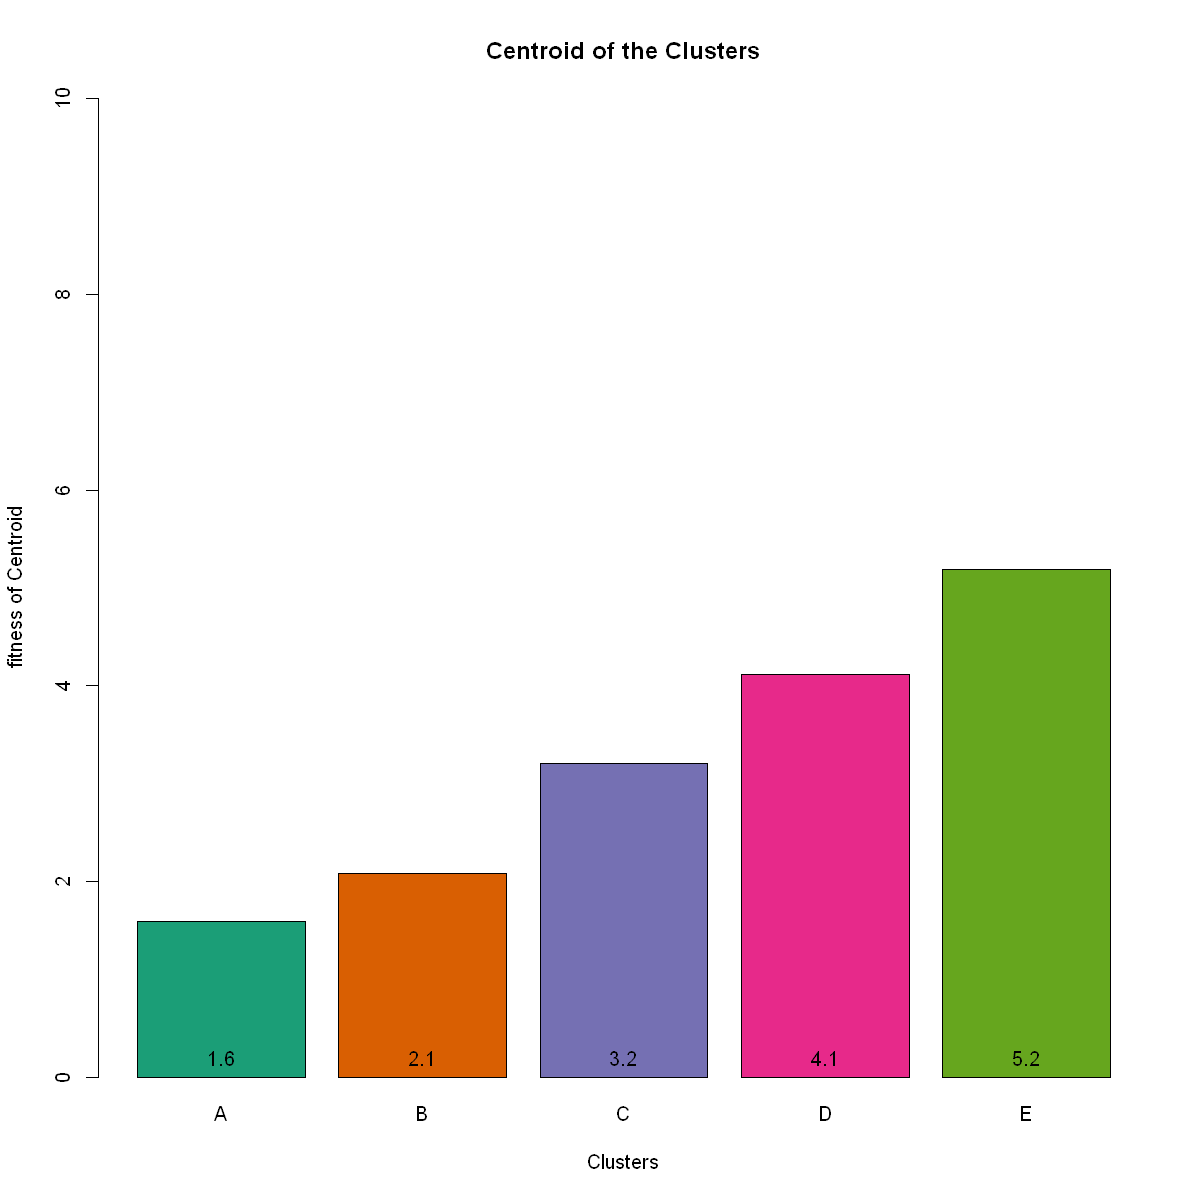 Centroid of the Clusters
fitness of Centroid
10
8
6
4
2
0
1.6
2.1
3.2
4.1
5.2
A
B
C
D
E
Clusters